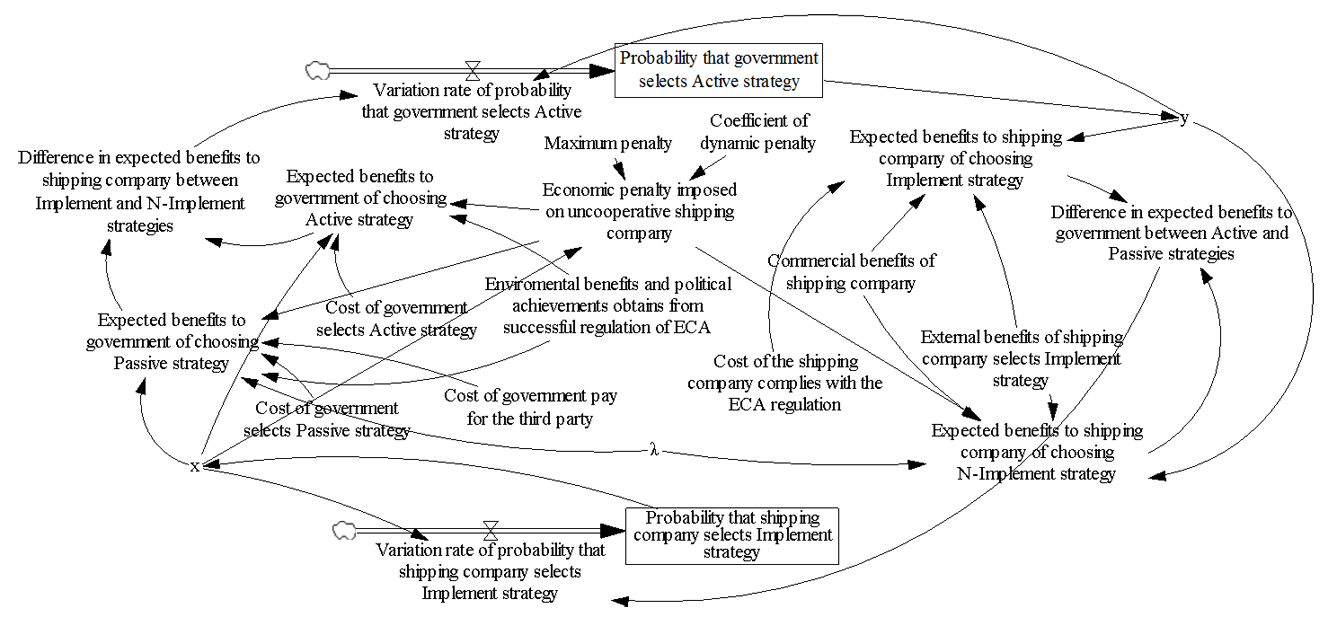 Probability that government
selects Active strategy
Variation rate of probability
that government selects Active
strategy
Coefficient of
dynamic penalty
Maximum penalty
y
Expected benefits to shipping
company of choosing
Implement strategy
Difference in expected benefits to
shipping company between
Implement and N-Implement
strategies
Expected benefits to
government of choosing
Active strategy
Economic penalty imposed
on uncooperative shipping
company
Difference in expected benefits to
government between Active and
Passive strategies
Commercial benefits of
shipping company
Enviromental benefits and political
achievements obtains from
successful regulation of ECA
Cost of government
selects Active strategy
Expected benefits to
government of choosing
Passive strategy
External benefits of shipping
company selects Implement
strategy
Cost of the shipping
company complies with the
ECA regulation
Cost of government pay
for the third party
Cost of government
selects Passive strategy
Expected benefits to shipping
company of choosing
N-Implement strategy
λ
x
Probability that shipping
company selects Implement
strategy
Variation rate of probability that
shipping company selects
Implement strategy